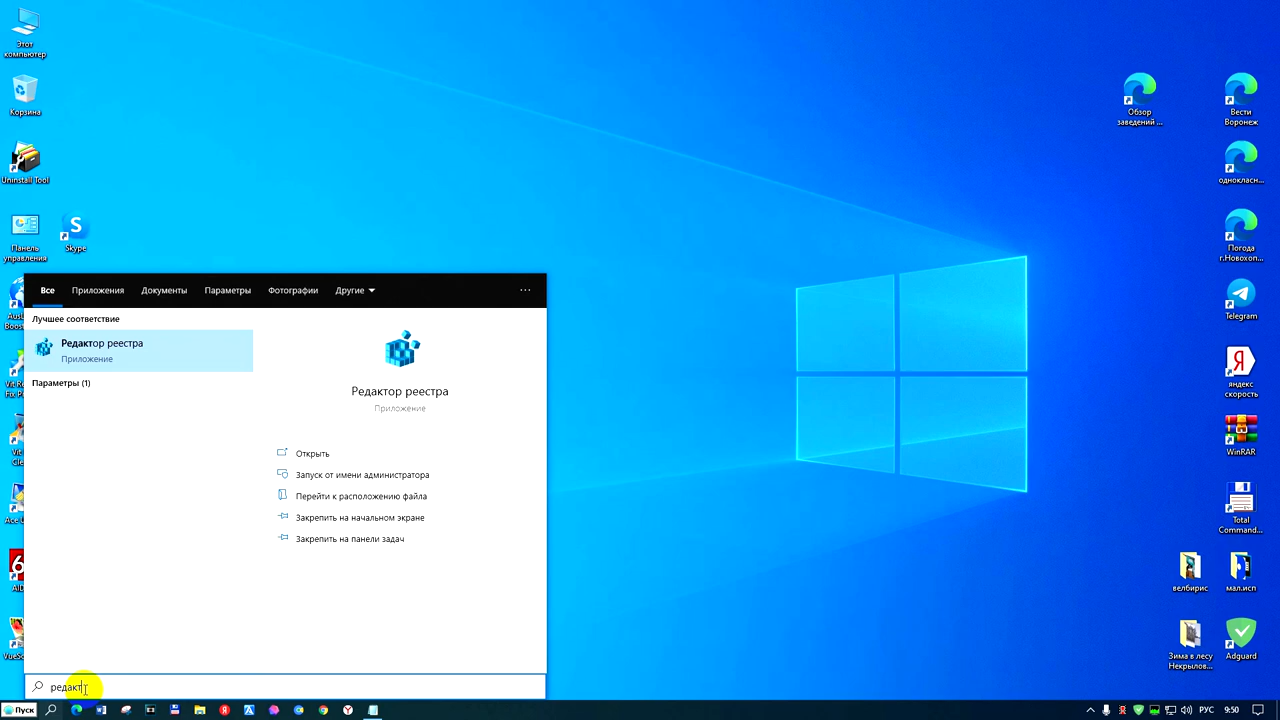 Этот
компьютер
Корзина
Uninstall Tool
Панель
управления
Skype
Обзор
заведений ...
Вести
Воронеж
однокласн...
Погода
г.Новохоп...
Telegram
яндекс
скорость
WinRAR
Total
Comman...
велбирис
мал.исп
Зима в лесу
Некрылов...
Adguard
Все
Приложения
Документы
Параметры
Фотографии
Другие
...
Лучшее соответствие
Редактор реестра
Приложение
Параметры (1)
Редактор реестра
Приложение
Открыть
Запуск от имени администратора
Перейти к расположению файла
Закрепить на начальном экране
Закрепить на панели задач
редакт
Пуск
РУС
9:50